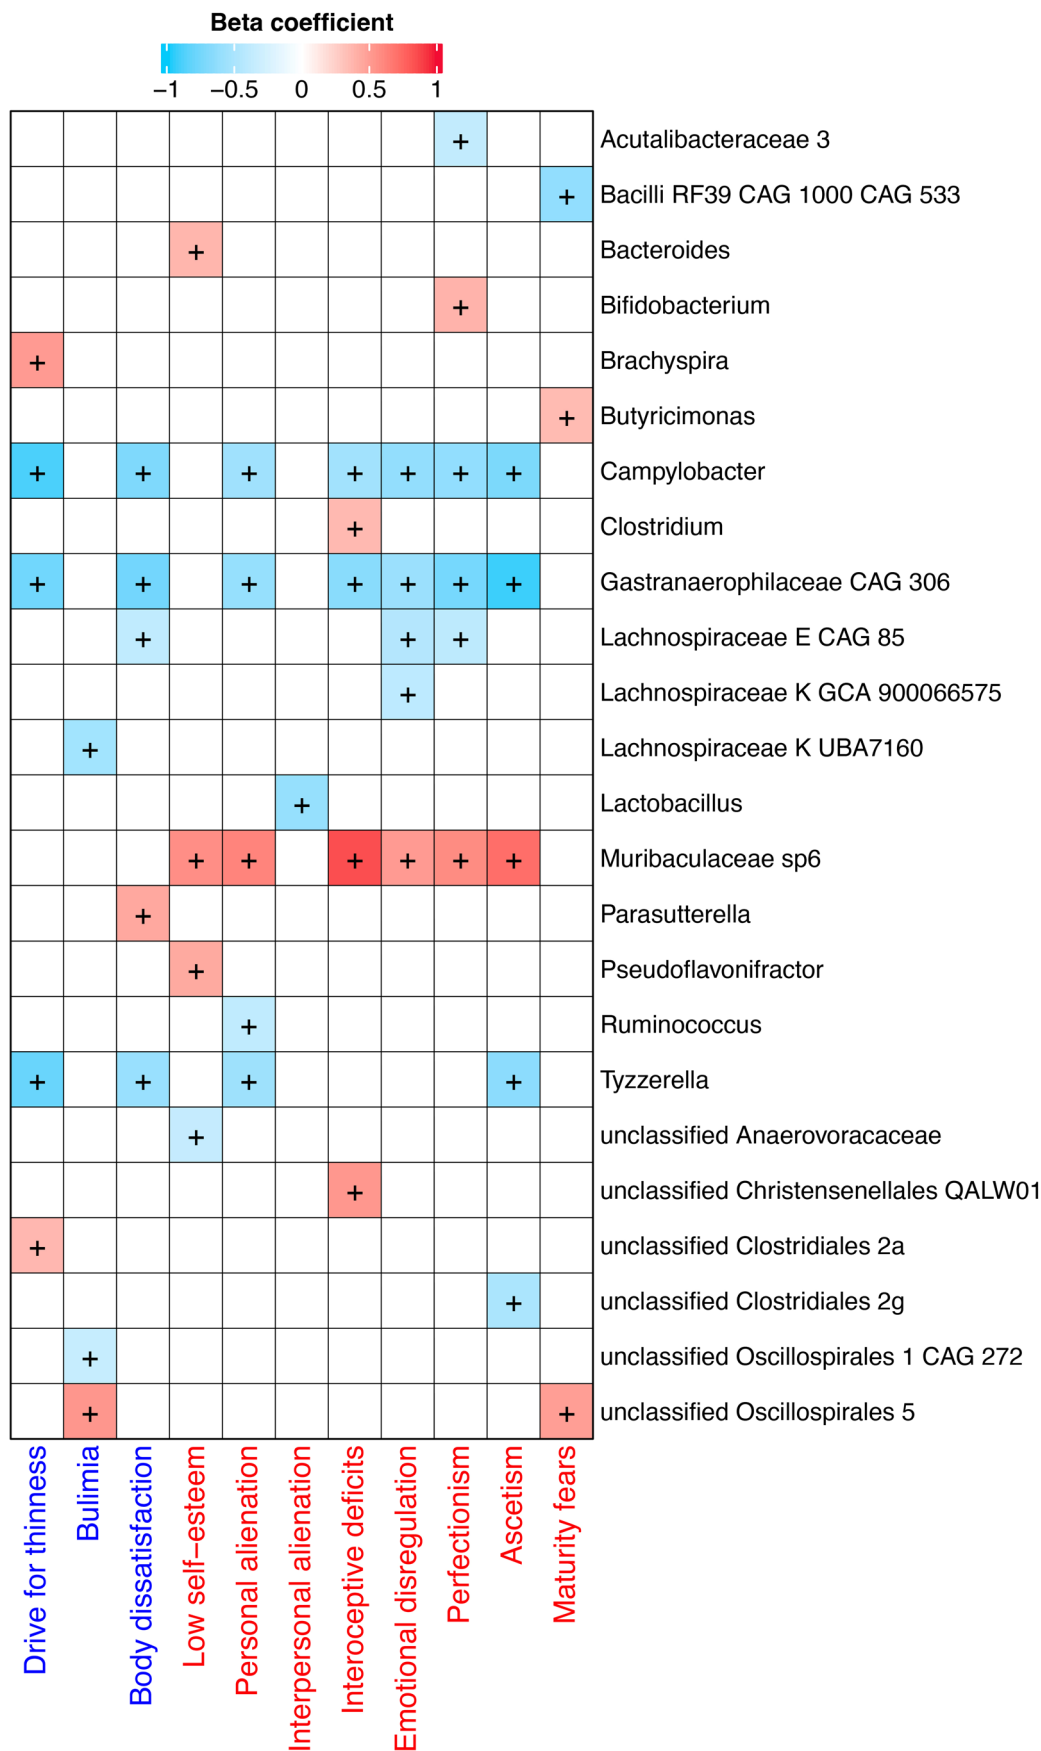 Beta coefficient
−1 −0.5 0 0.5 1
+ Acutalibacteraceae 3
+ Bacilli RF39 CAG 1000 CAG 533
+ Bacteroides
+ Bifidobacterium
+ Brachyspira
+ Butyricimonas
+ + + + + + + Campylobacter
+ Clostridium
+ + + + + + + Gastranaerophilaceae CAG 306
+ + + Lachnospiraceae E CAG 85
+ Lachnospiraceae K GCA 900066575
+ Lachnospiraceae K UBA7160
+ Lactobacillus
+ + + + + + Muribaculaceae sp6
+ Parasutterella
+ Pseudoflavonifractor
+ Ruminococcus
+ + + + Tyzzerella
+ unclassified Anaerovoracaceae
+ unclassified Christensenellales QALW01
+ unclassified Clostridiales 2a
+ unclassified Clostridiales 2g
+ unclassified Oscillospirales 1 CAG 272
+ + unclassified Oscillospirales 5
Drive for thinness
Bulimia
Body dissatisfaction
Low self−esteem
Personal alienation
Interpersonal alienation
Interoceptive deficits
Emotional disregulation
Perfectionism
Ascetism
Maturity fears